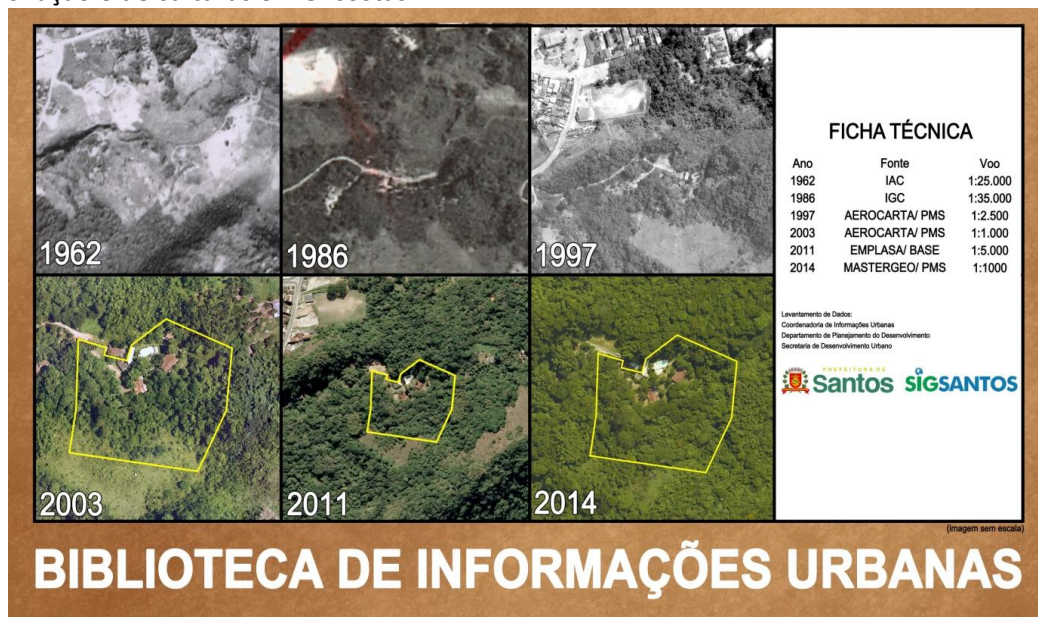 1962
1986
1997
2003
2011
2014
FICHA TÉCNICA
Ano Fonte Voo
1962 IAC 1:25.000
1986 IGC 1:35.000
1997 AEROCARTA/ PMS 1:2.500
2003 AEROCARTA/ PMS 1:1.000
2011 EMPLASA/ BASE 1:5.000
2014 MASTERGEO/ PMS 1:1000
Levantamento de Dados:
Coordenadoria de Informações Urbanas
Departamento de Planejamento do Desenvolvimento
Secretaria de Desenvolvimento Urbano
PREFEITURA DE
Santos SIGSANTOS
(imagem sem escala)
BIBLIOTECA DE INFORMAÇÕES URBANAS